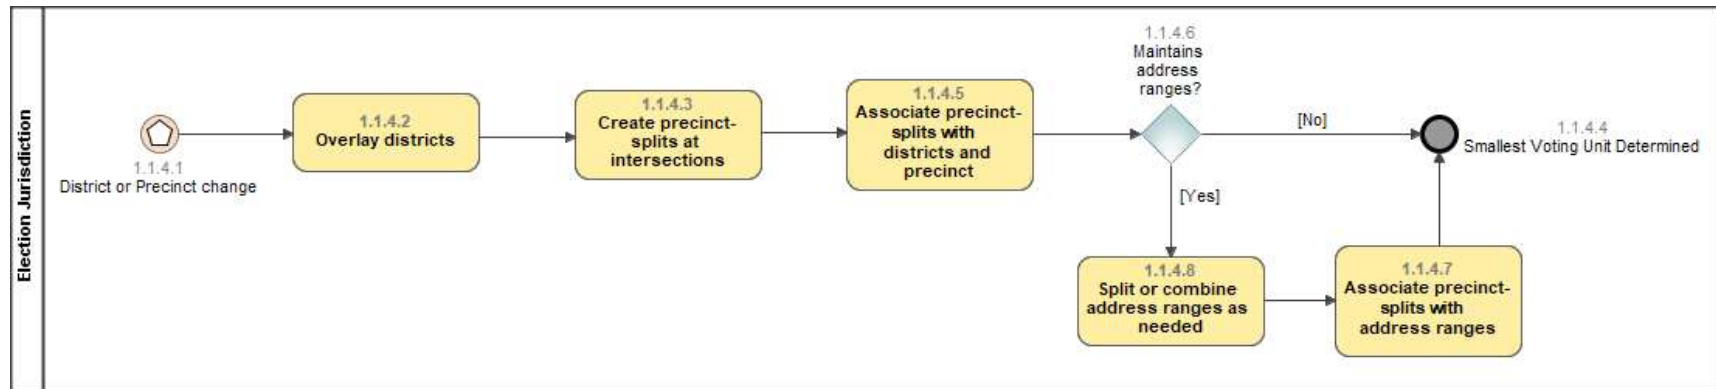 Election Jurisdiction
1.1.4.1
District or Precinct change
1.1.4.2
Overlay districts
1.1.4.3
Create precinct-
splits at
intersections
1.1.4.5
Associate precinct-
splits with
districts and
precinct
1.1.4.6
Maintains
address
ranges?
[No]
1.1.4.4
Smallest Voting Unit Determined
[Yes]
1.1.4.8
Split or combine
address ranges as
needed
1.1.4.7
Associate precinct-
splits with
address ranges